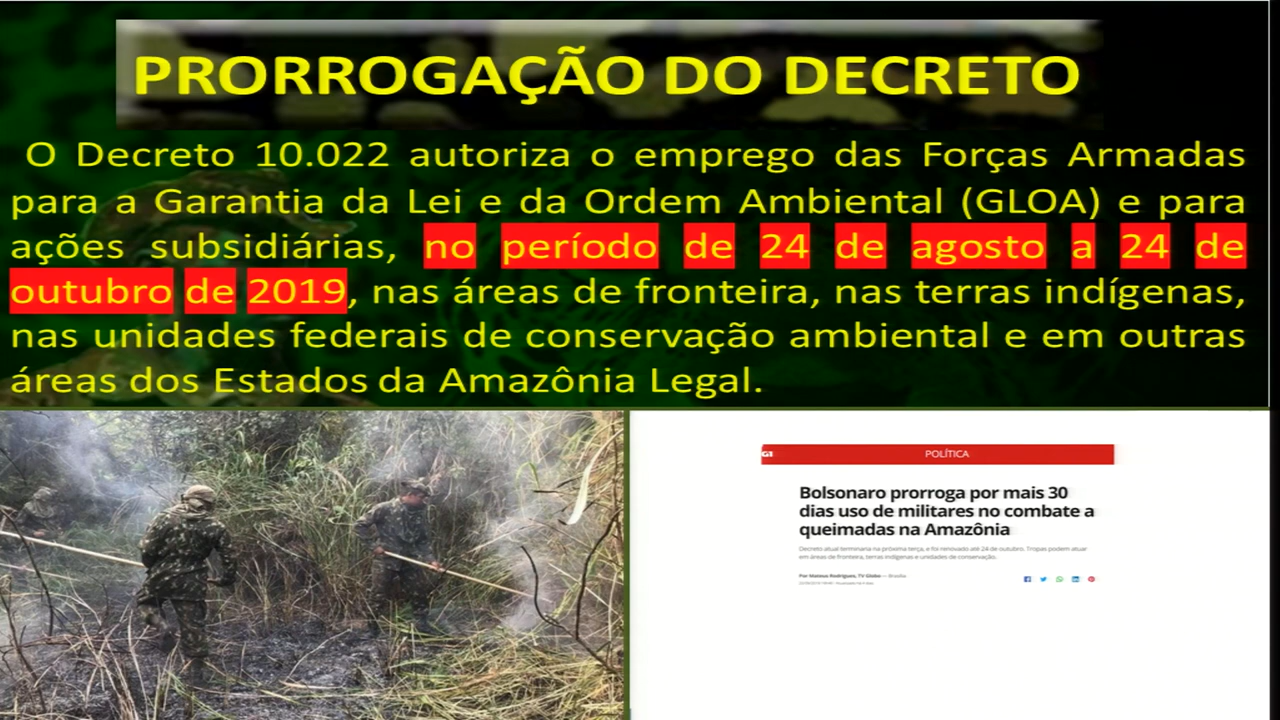 PRORROGAÇÃO DO DECRETO
O Decreto 10.022 autoriza o emprego das Forças Armadas
para a Garantia da Lei e da Ordem Ambiental (GLOA) e para
ações subsidiárias, no período de 24 de agosto a 24 de
outubro de 2019, nas áreas de fronteira, nas terras indígenas,
nas unidades federais de conservação ambiental e em outras
áreas dos Estados da Amazônia Legal.
G1 POLÍTICA
Bolsonaro prorroga por mais 30
dias uso de militares no combate a
queimadas na Amazônia
Decreto atual terminaria na próxima terça, e foi renovado até 24 de outubro. Tropas podem atuar
em áreas de fronteira, terras indígenas e unidades de conservação.
Por Mateus Rodrigues, TV Globo — Brasília